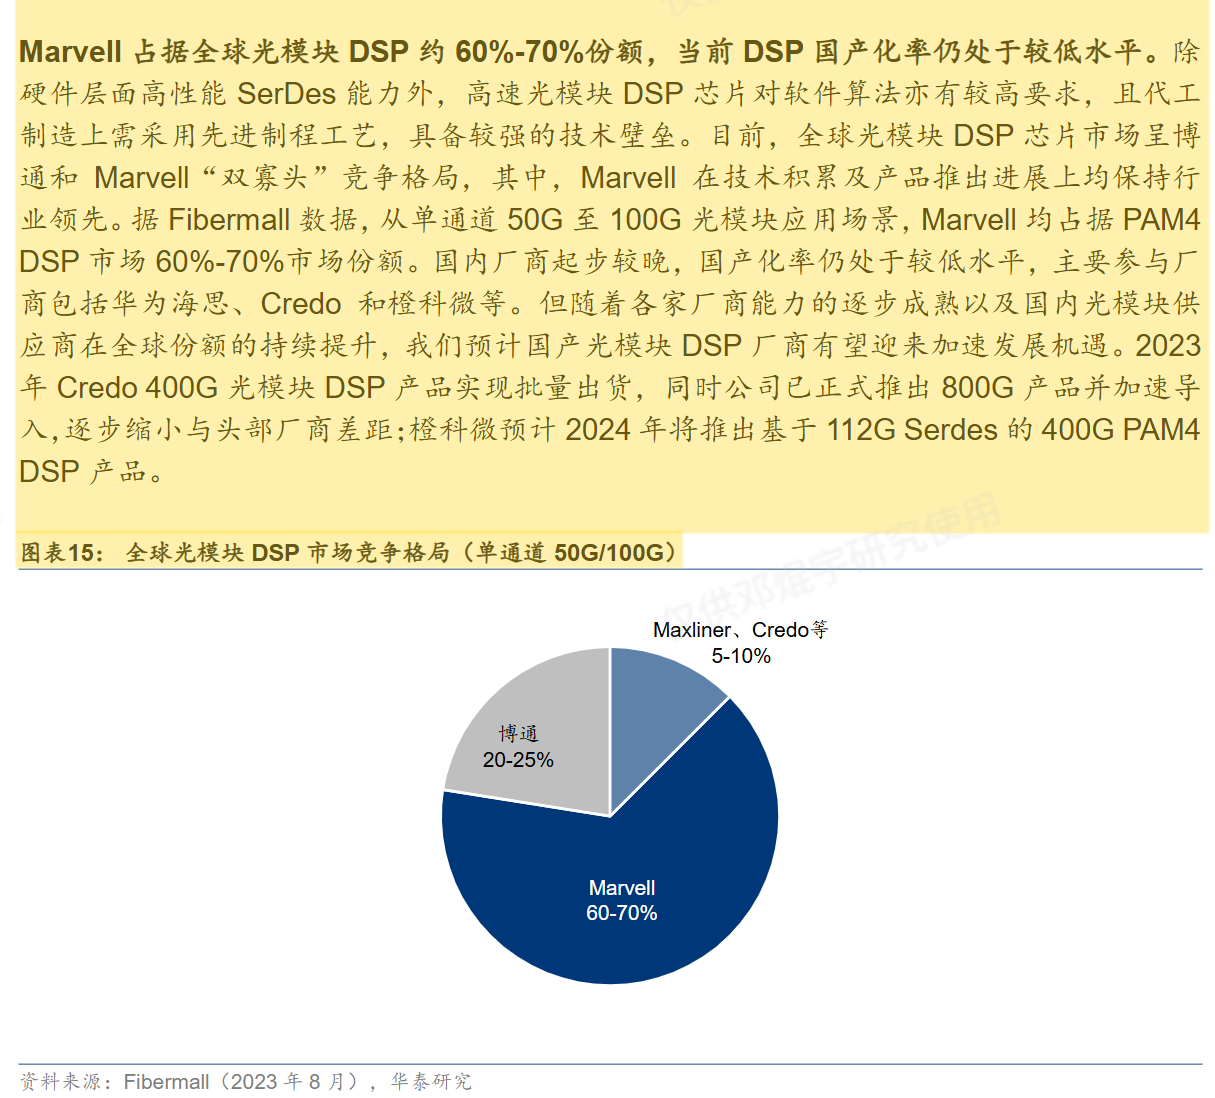 Marvell 占据全球光模块 DSP 约 60%-70%份额，当前 DSP 国产化率仍处于较低水平。除
硬件层面高性能 SerDes 能力外，高速光模块 DSP 芯片对软件算法亦有较高要求，且代工
制造上需采用先进制程工艺，具备较强的技术壁垒。目前，全球光模块 DSP 芯片市场呈博
通和 Marvell“双寡头”竞争格局，其中，Marvell 在技术积累及产品推出进展上均保持行
业领先。据 Fibermall 数据，从单通道 50G 至 100G 光模块应用场景，Marvell 均占据 PAM4
DSP 市场 60%-70%市场份额。国内厂商起步较晚，国产化率仍处于较低水平，主要参与厂
商包括华为海思、Credo 和橙科微等。但随着各家厂商能力的逐步成熟以及国内光模块供
应商在全球份额的持续提升，我们预计国产光模块 DSP 厂商有望迎来加速发展机遇。2023
年 Credo 400G 光模块 DSP 产品实现批量出货，同时公司已正式推出 800G 产品并加速导
入,逐步缩小与头部厂商差距;橙科微预计 2024 年将推出基于 112G Serdes 的 400G PAM4
DSP 产品。
图表15： 全球光模块 DSP 市场竞争格局（单通道 50G/100G）
仅供邓焜宇研究使用
Maxliner、Credo等
5-10%
博通
20-25%
Marvell
60-70%
资料来源：Fibermall（2023 年 8 月），华泰研究